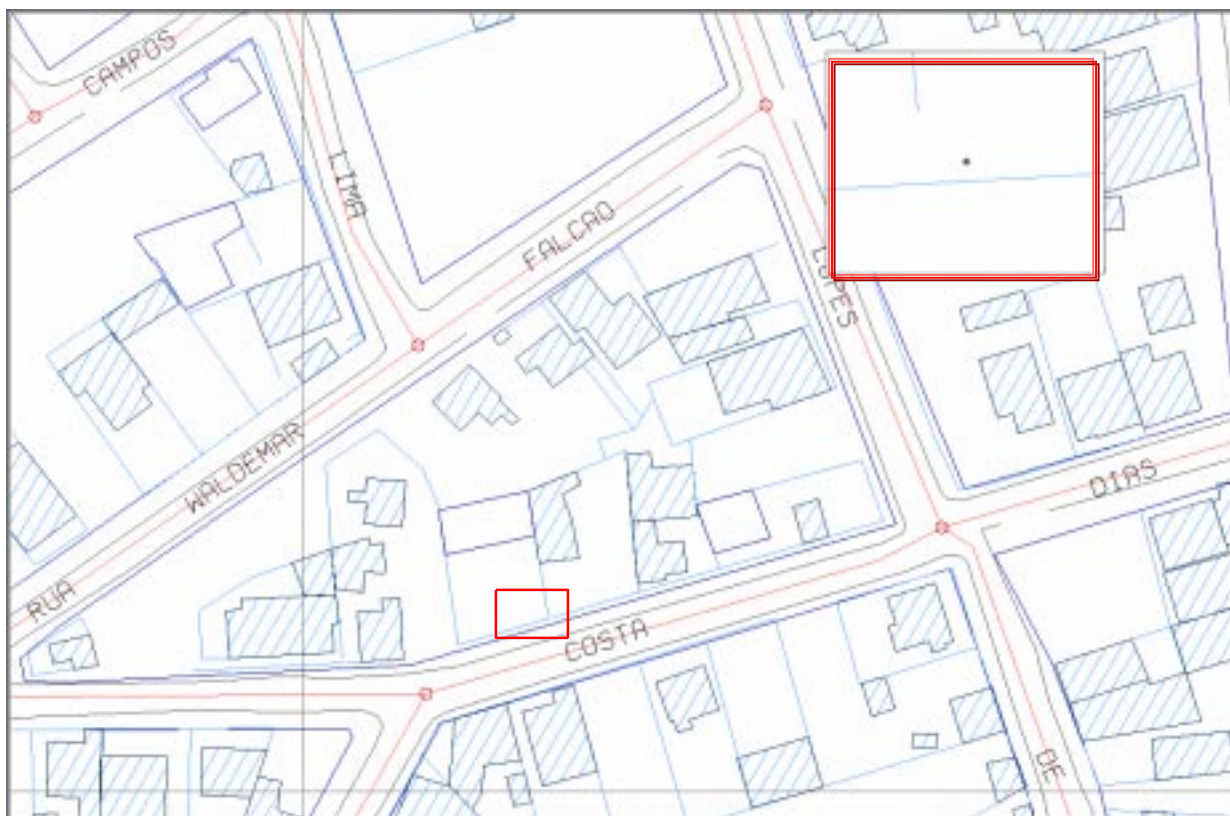 CAMPOS
LIMA
FALCAO
LOPES
WALDEMAR
DIAS
RUA
COSTA
DE